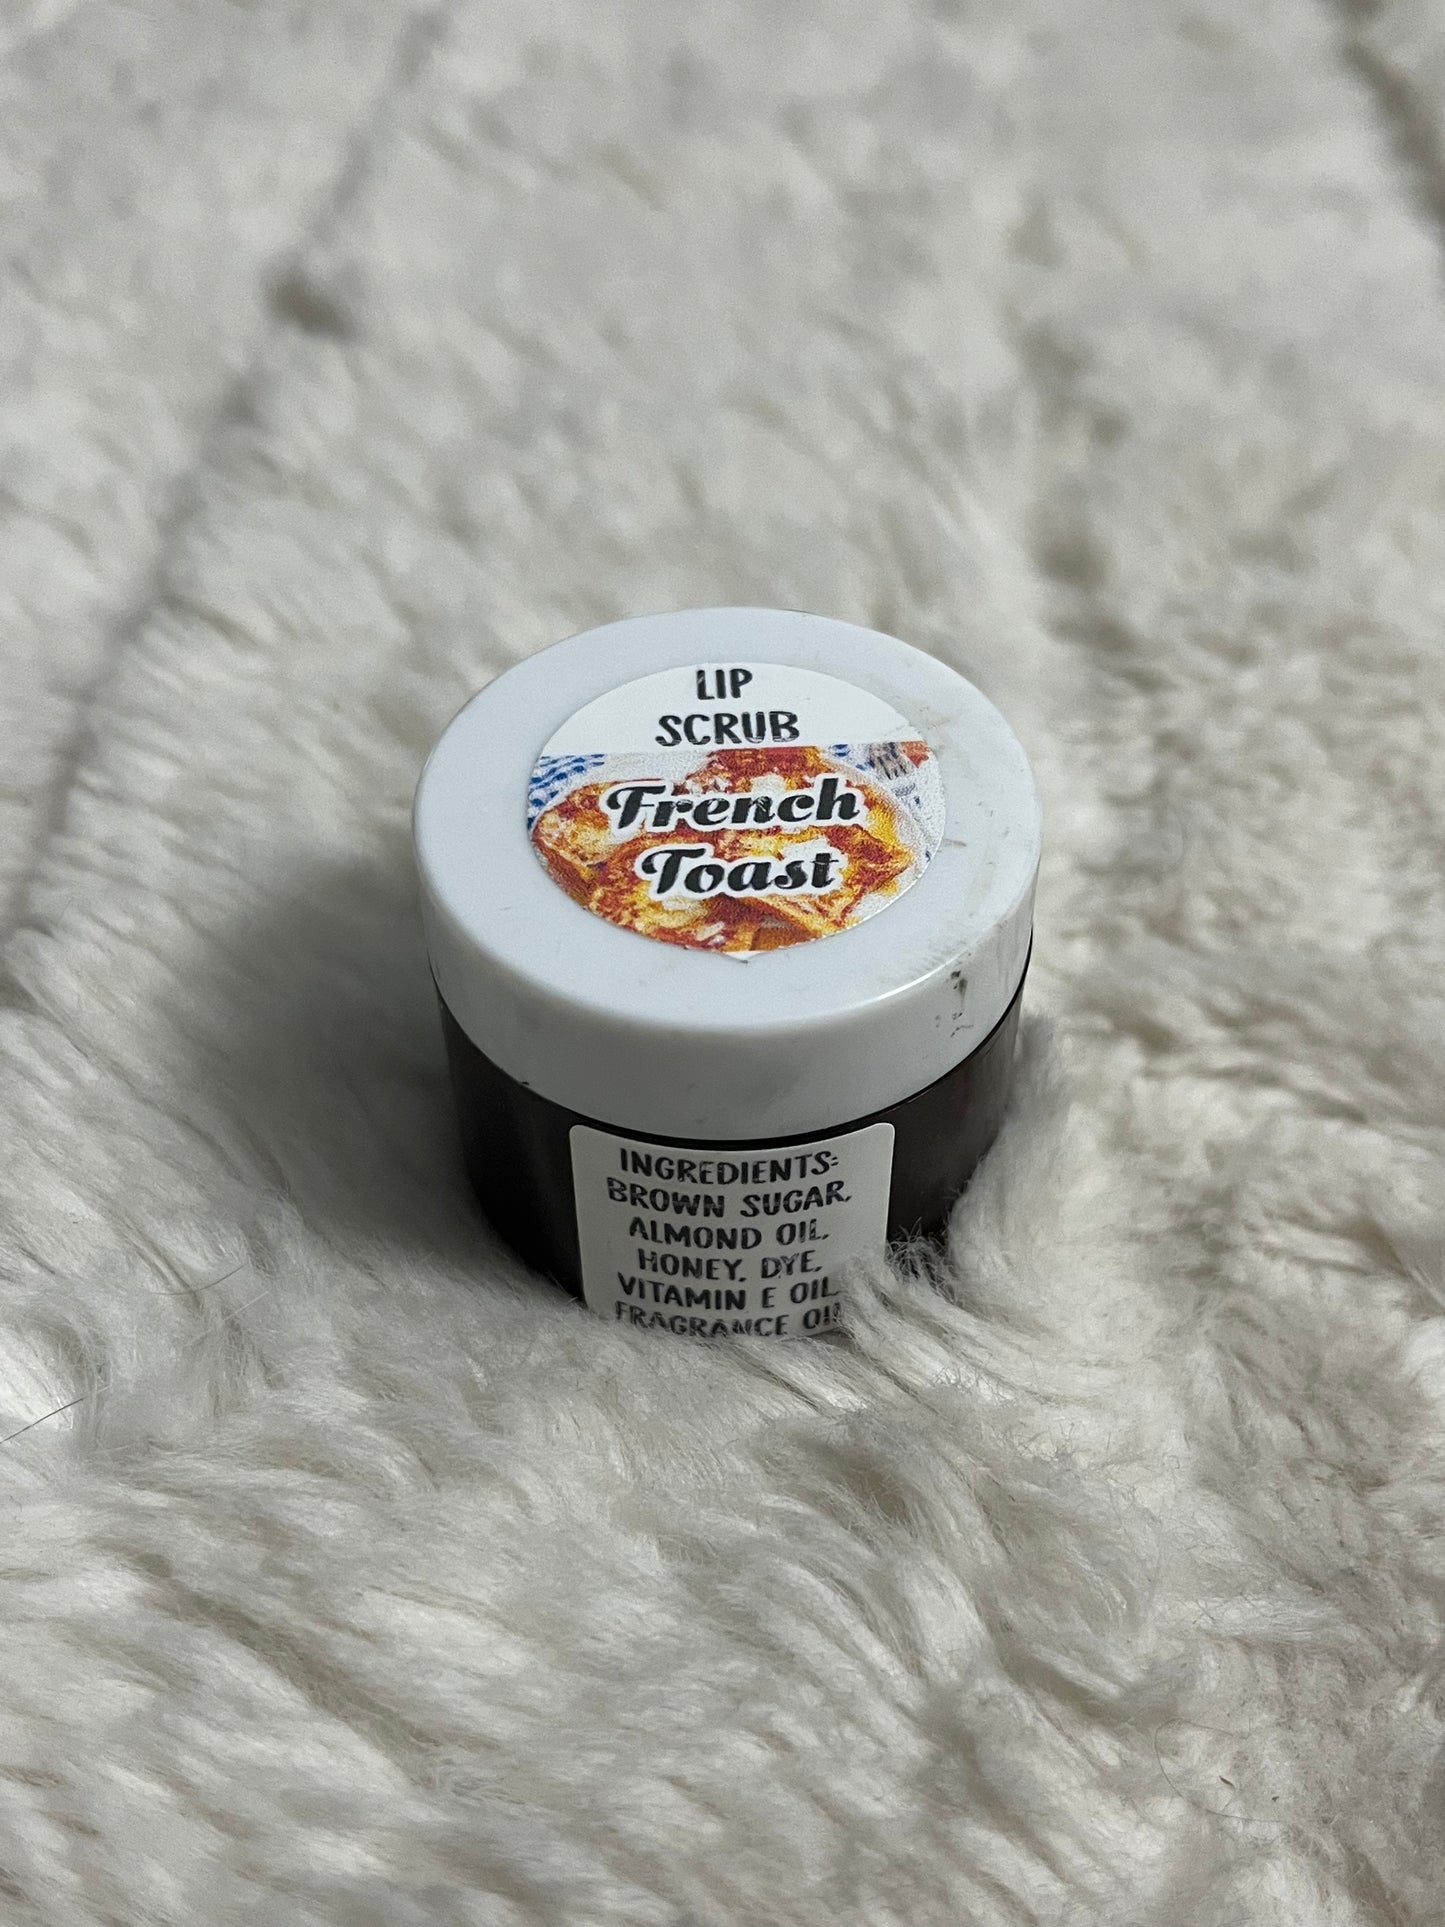 LIP
SCRUB
French
Toast
INGREDIENTS:
BROWN SUGAR,
ALMOND OIL,
HONEY, DYE,
VITAMIN E OIL
FRAGRANCE OIL